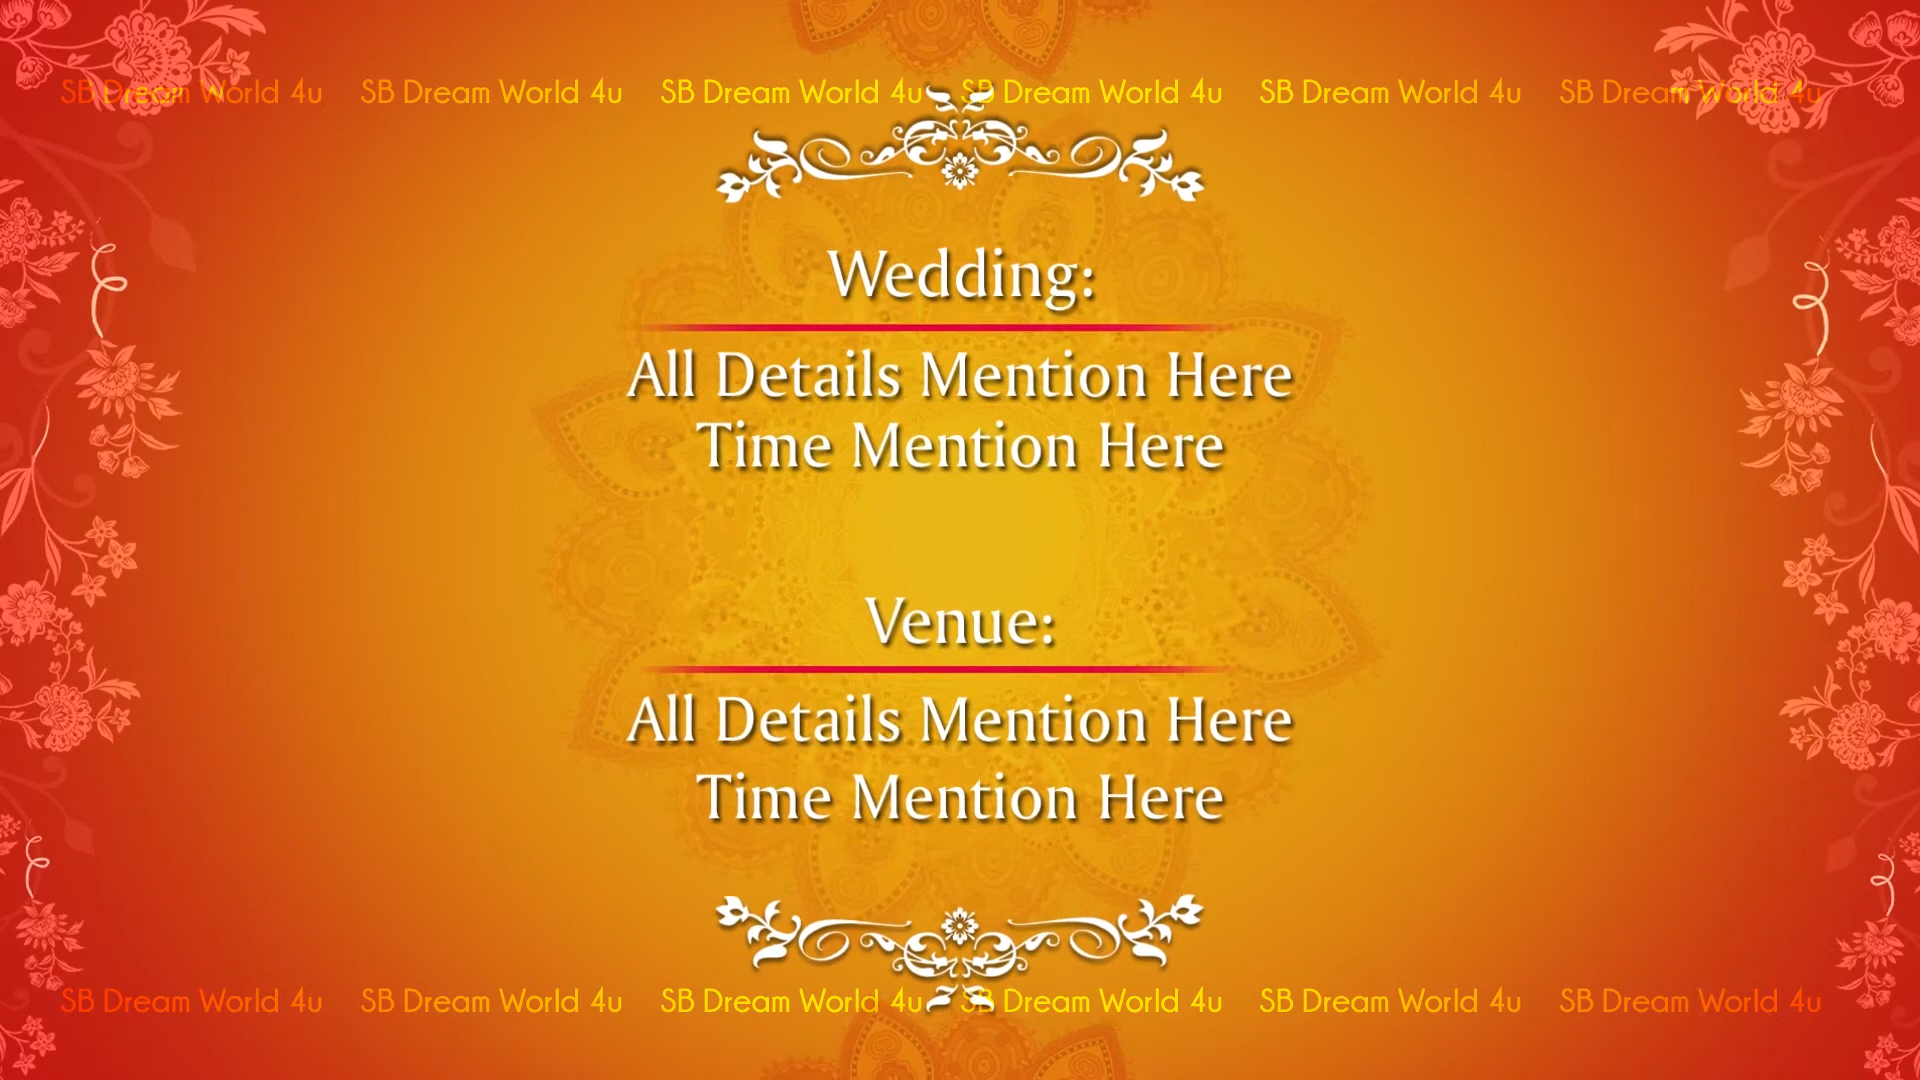 SB Dream World 4u SB Dream World 4u SB Dream World 4u SB Dream World 4u SB Dream World 4u SB Dream World 4u
Wedding:
All Details Mention Here
Time Mention Here
Venue:
All Details Mention Here
Time Mention Here
SB Dream World 4u SB Dream World 4u SB Dream World 4u SB Dream World 4u SB Dream World 4u SB Dream World 4u